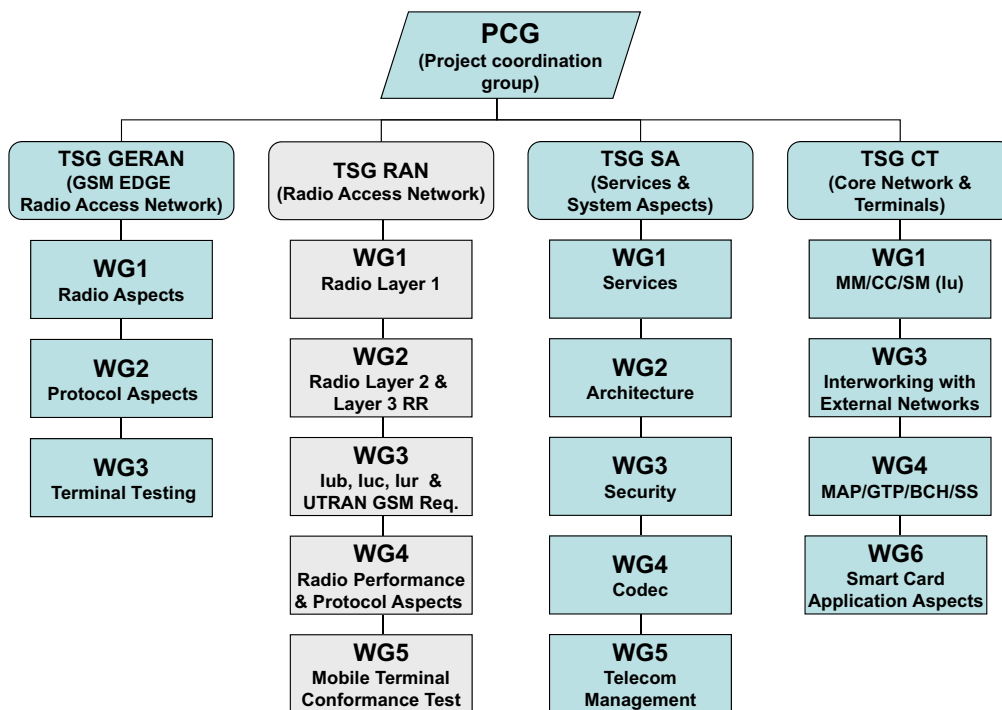 PCG
(Project coordination
group)
TSG GERAN
(GSM EDGE
Radio Access Network)
WG1
Radio Aspects
WG2
Protocol Aspects
WG3
Terminal Testing
TSG RAN
(Radio Access Network)
WG1
Radio Layer 1
WG2
Radio Layer 2 &
Layer 3 RR
WG3
Iub, Iuc, Iur &
UTRAN GSM Req.
WG4
Radio Performance
& Protocol Aspects
WG5
Mobile Terminal
Conformance Test
TSG SA
(Services &
System Aspects)
WG1
Services
WG2
Architecture
WG3
Security
WG4
Codec
WG5
Telecom
Management
TSG CT
(Core Network &
Terminals)
WG1
MM/CC/SM (Iu)
WG3
Interworking with
External Networks
WG4
MAP/GTP/BCH/SS
WG6
Smart Card
Application Aspects